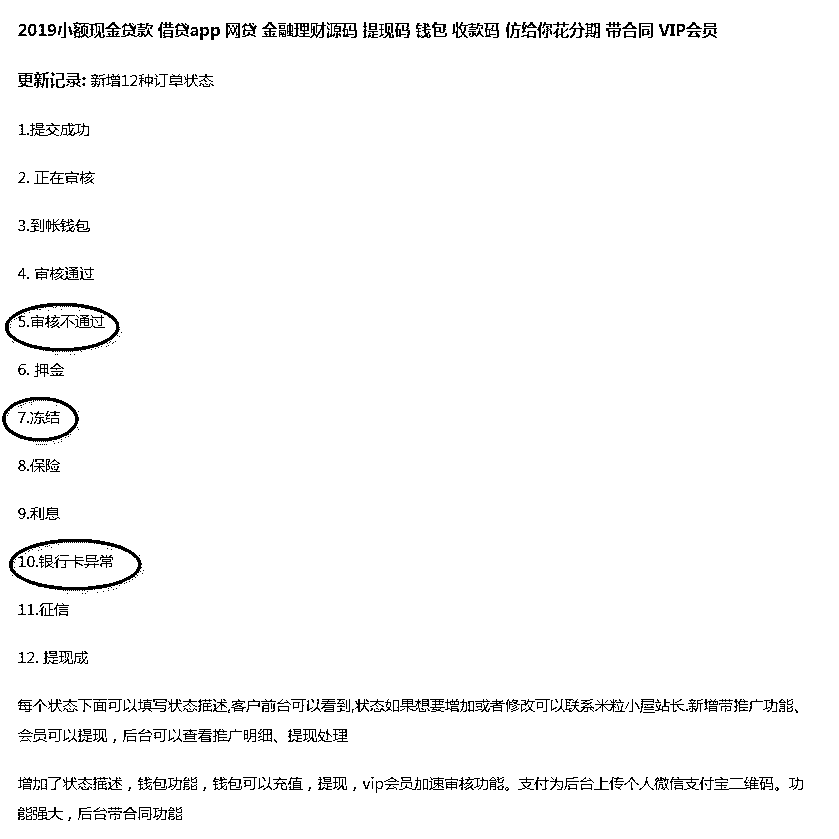 2019小额现金贷款 借贷app 网贷 金融理财源码 提现码 钱包 收款码 仿给你花分期 带合同 VIP会员
更新记录: 新增12种订单状态
1.提交成功
2. 正在审核
3.到帐钱包
4. 审核通过
5.审核不通过
6. 押金
7.冻结
8.保险
9.利息
10.银行卡异常
11.征信
12. 提现成
每个状态下面可以填写状态描述,客户前台可以看到,状态如果想要增加或者修改可以联系米粒小屋站长.新增带推广功能、
会员可以提现，后台可以查看推广明细、提现处理
增加了状态描述，钱包功能，钱包可以充值，提现，vip会员加速审核功能。支付为后台上传个人微信支付宝二维码。功
能强大，后台带合同功能